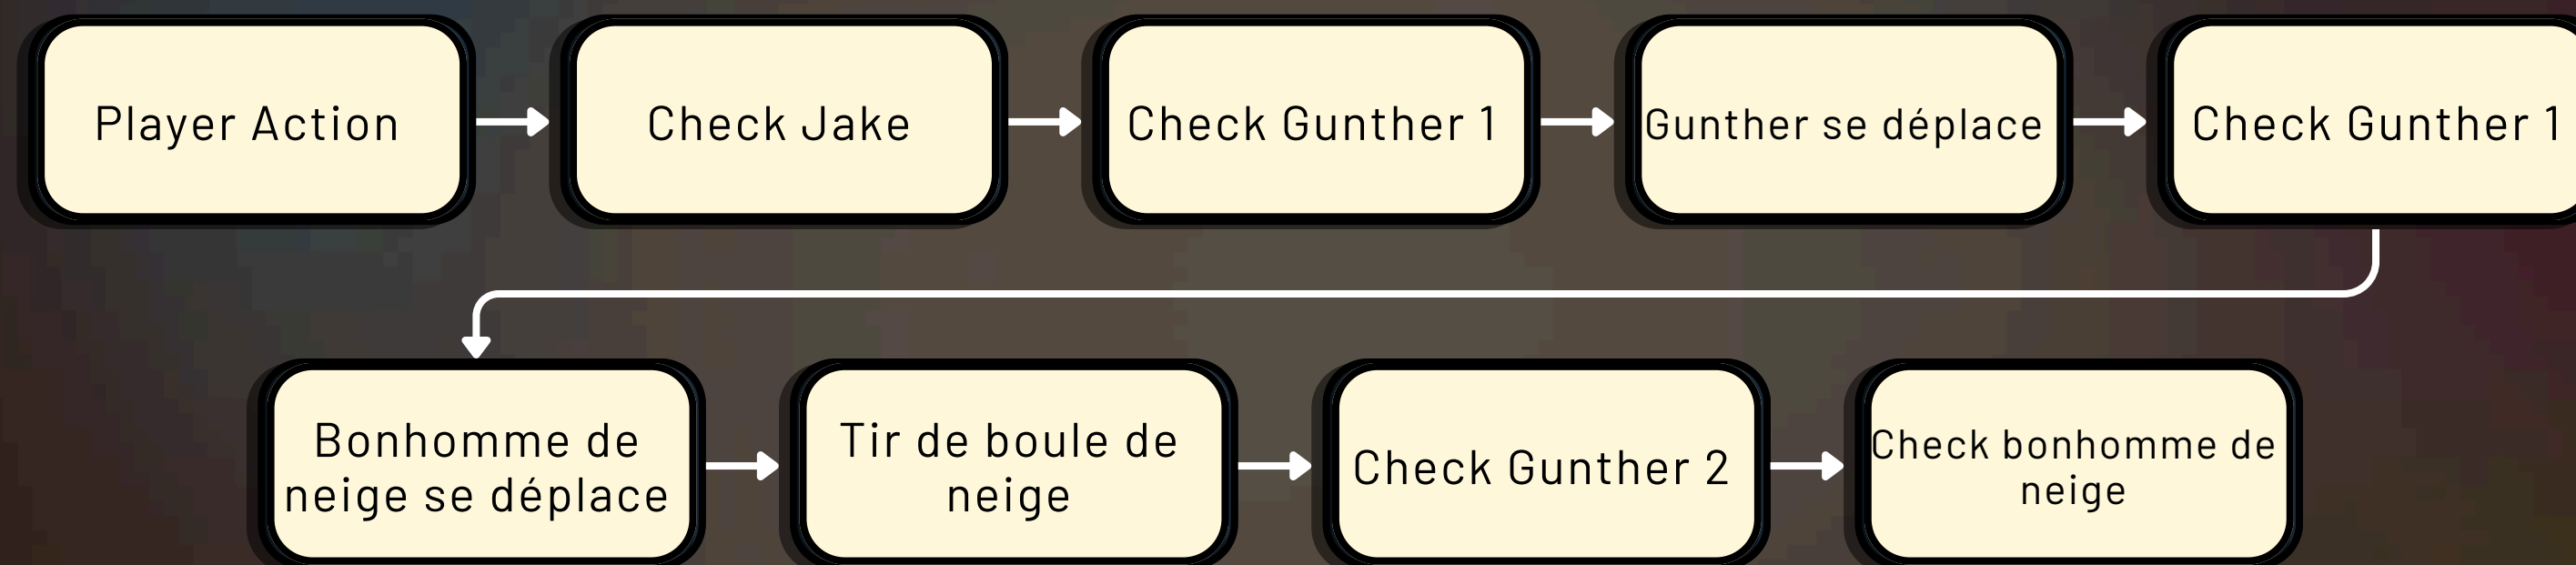 Player Action
Check Jake
Check Gunther 1
Gunther se déplace
Check Gunther 1
Bonhomme de
neige se déplace
Tir de boule de
neige
Check Gunther 2
Check bonhomme de
neige